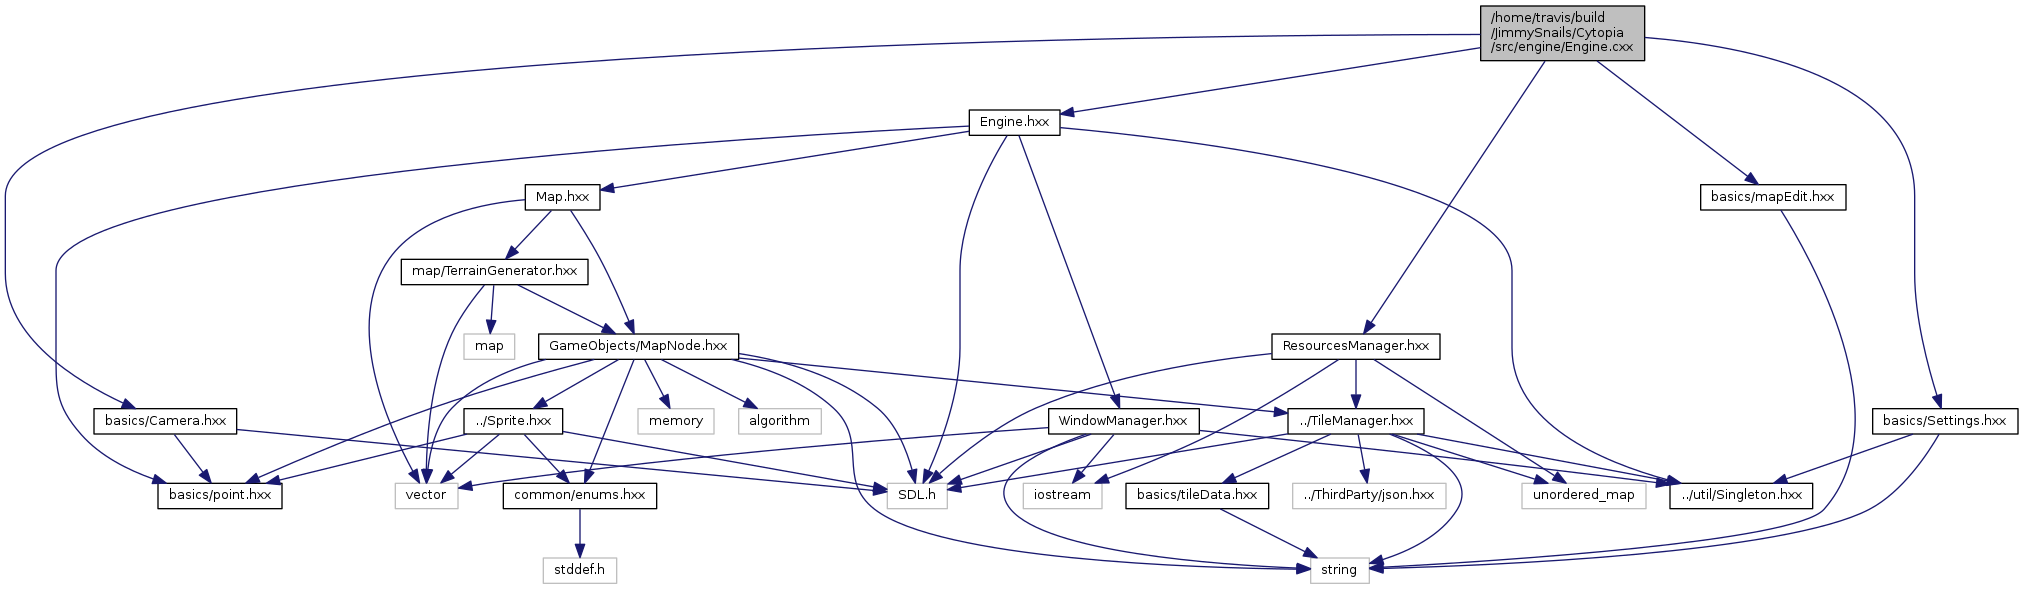 /home/travis/build
/JimmySnails/Cytopia
/src/engine/Engine.cxx
Engine.hxx
Map.hxx
basics/mapEdit.hxx
map/TerrainGenerator.hxx
map
GameObjects/MapNode.hxx
ResourcesManager.hxx
basics/Camera.hxx
../Sprite.hxx
memory
algorithm
WindowManager.hxx
../TileManager.hxx
basics/Settings.hxx
basics/point.hxx
vector
common/enums.hxx
SDL.h
iostream
basics/tileData.hxx
../ThirdParty/json.hxx
unordered_map
../util/Singleton.hxx
stddef.h
string